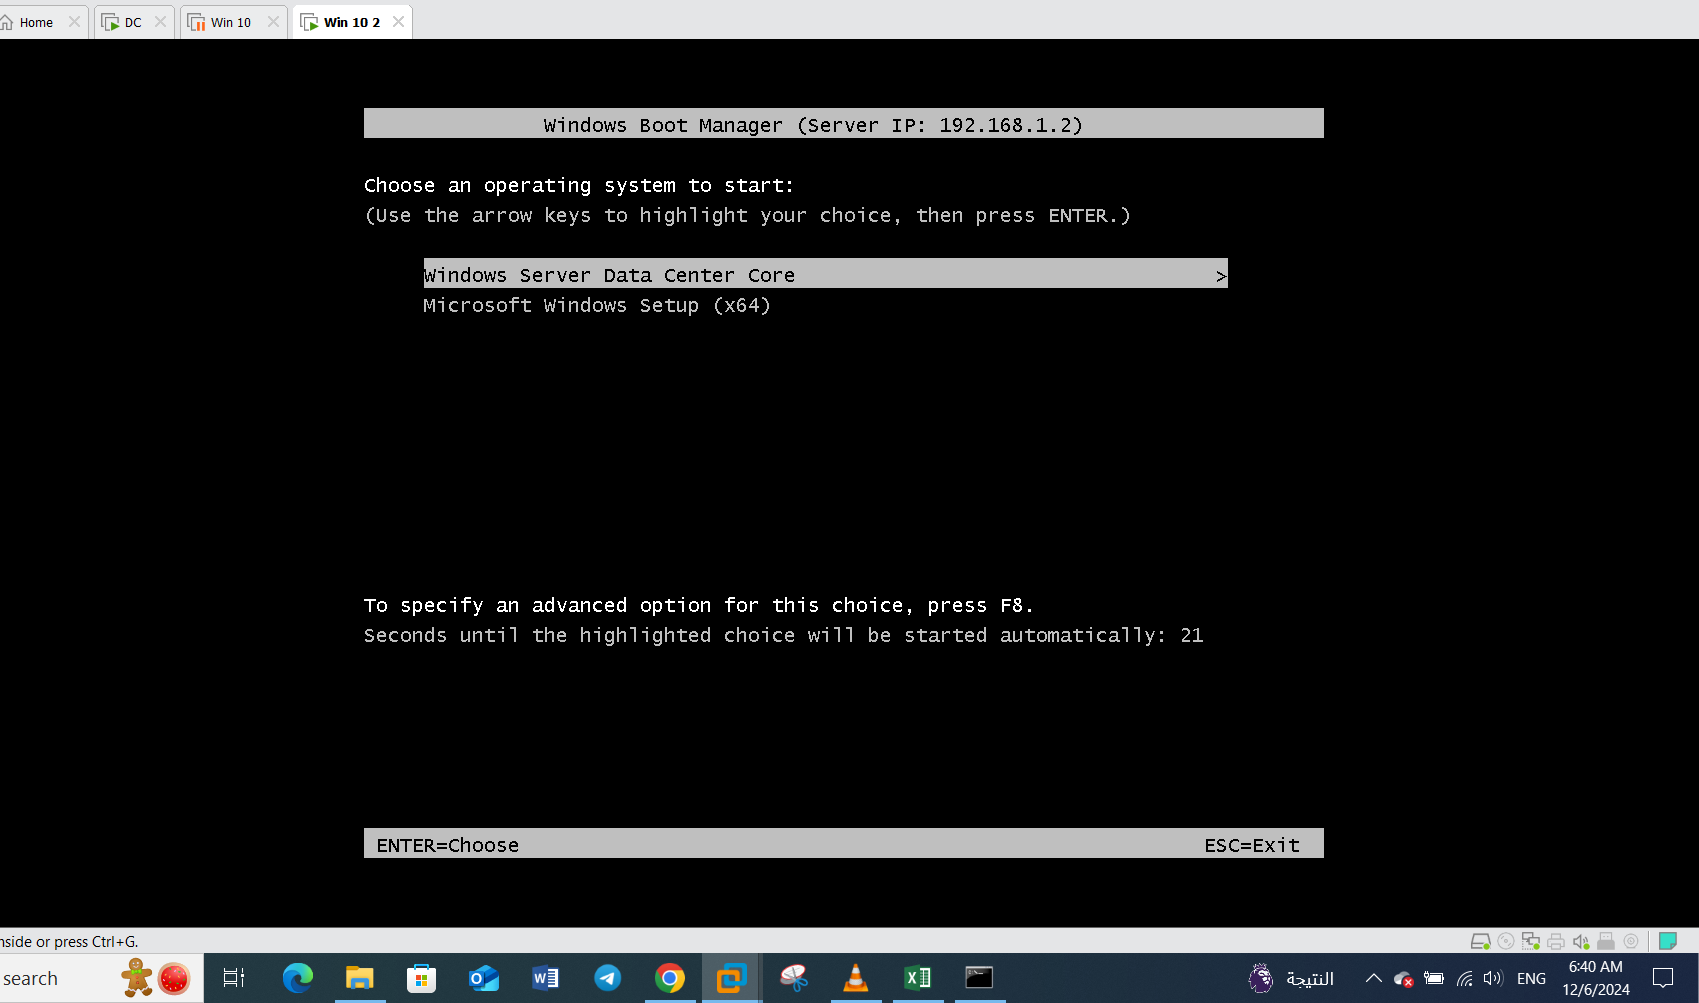 Home
DC
Win 10
Win 10 2
Windows Boot Manager (Server IP: 192.168.1.2)
Choose an operating system to start:
(Use the arrow keys to highlight your choice, then press ENTER.)
Windows Server Data Center Core >
Microsoft Windows Setup (x64)
To specify an advanced option for this choice, press F8.
Seconds until the highlighted choice will be started automatically: 21
ENTER=Choose ESC=Exit
nside or press Ctrl+G.
search
النتيجة
ENG
6:40 AM
12/6/2024